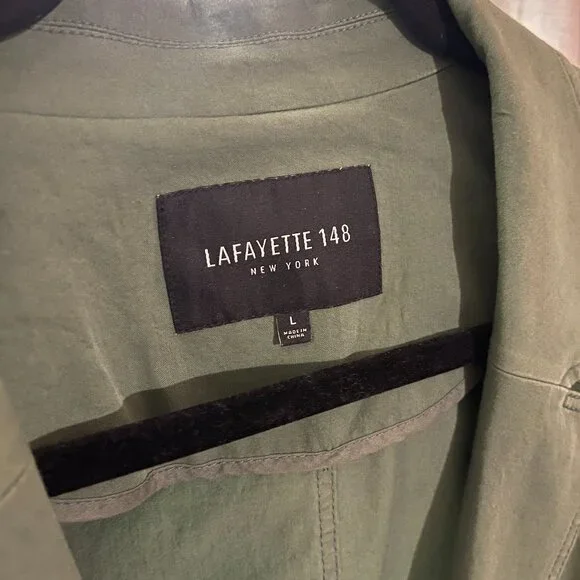 LAFAYETTE 148
NEW YORK
L
MADE IN
CHINA